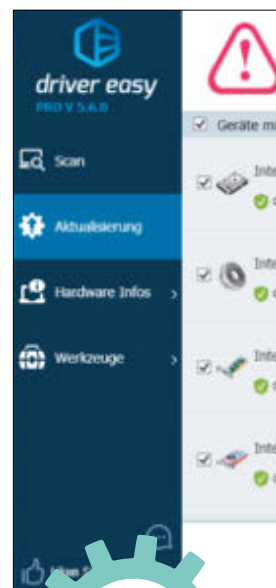 driver easy
PRO V 5.6.0
Geräte mi
Scan
Inte
Aktualisierung
Inte
Hardware Infos
Inte
Werkzeuge
Inte